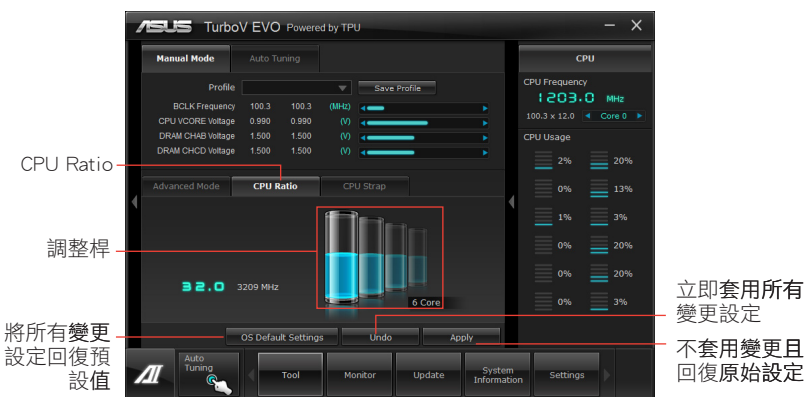 ASUS TurboV EVO Powered by TPU
Manual Mode
Auto Tuning
Profile
Save Profile
BCLK Frequency 100.3 100.3 (MHz)
CPU VCORE Voltage 0.990 0.990 (V)
DRAM CHAB Voltage 1.500 1.500 (V)
DRAM CHCD Voltage 1.500 1.500 (V)
Advanced Mode
CPU Ratio
CPU Strap
32.0 3209 MHz
6 Core
OS Default Settings
Undo
Apply
CPU
CPU Frequency
1203.0 MHz
100.3 x 12.0 Core 0
CPU Usage
2% 20%
0% 13%
1% 3%
0% 20%
0% 20%
0% 3%
AI
Auto
Tuning
Tool
Monitor
Update
System
Information
Settings
CPU Ratio
調整桿
將所有變更
設定回復預
設值
立即套用所有
變更設定
不套用變更且
回復原始設定